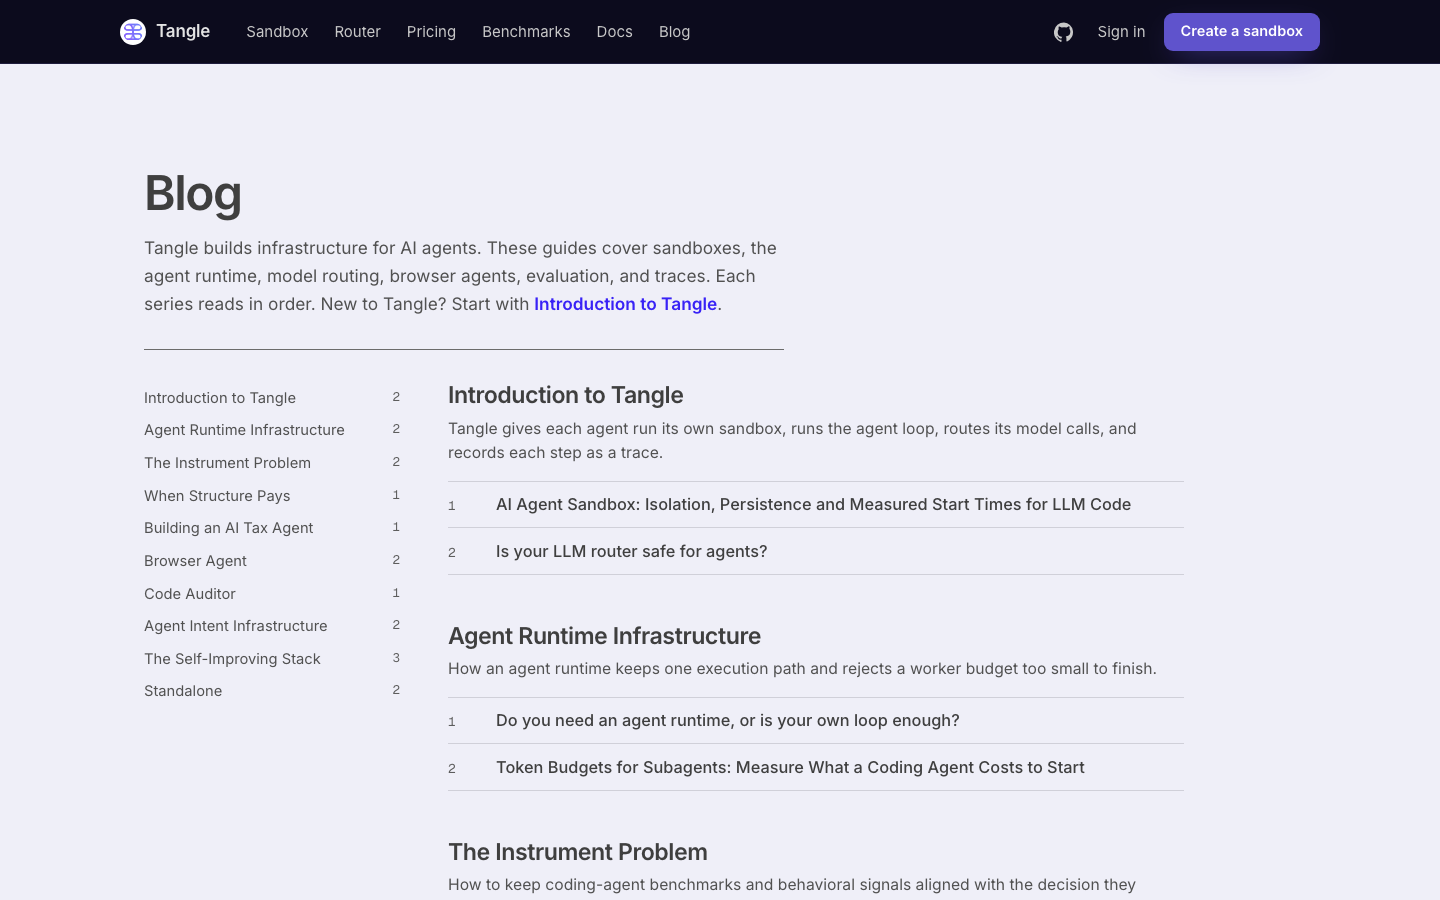 Tangle
Sandbox
Router
Pricing
Benchmarks
Docs
Blog
Sign in
Create a sandbox
Blog
Tangle builds infrastructure for AI agents. These guides cover sandboxes, the
agent runtime, model routing, browser agents, evaluation, and traces. Each
series reads in order. New to Tangle? Start with Introduction to Tangle.
Introduction to Tangle 2
Agent Runtime Infrastructure 2
The Instrument Problem 2
When Structure Pays 1
Building an AI Tax Agent 1
Browser Agent 2
Code Auditor 1
Agent Intent Infrastructure 2
The Self-Improving Stack 3
Standalone 2
Introduction to Tangle
Tangle gives each agent run its own sandbox, runs the agent loop, routes its model calls, and
records each step as a trace.
1 AI Agent Sandbox: Isolation, Persistence and Measured Start Times for LLM Code
2 Is your LLM router safe for agents?
Agent Runtime Infrastructure
How an agent runtime keeps one execution path and rejects a worker budget too small to finish.
1 Do you need an agent runtime, or is your own loop enough?
2 Token Budgets for Subagents: Measure What a Coding Agent Costs to Start
The Instrument Problem
How to keep coding-agent benchmarks and behavioral signals aligned with the decision they